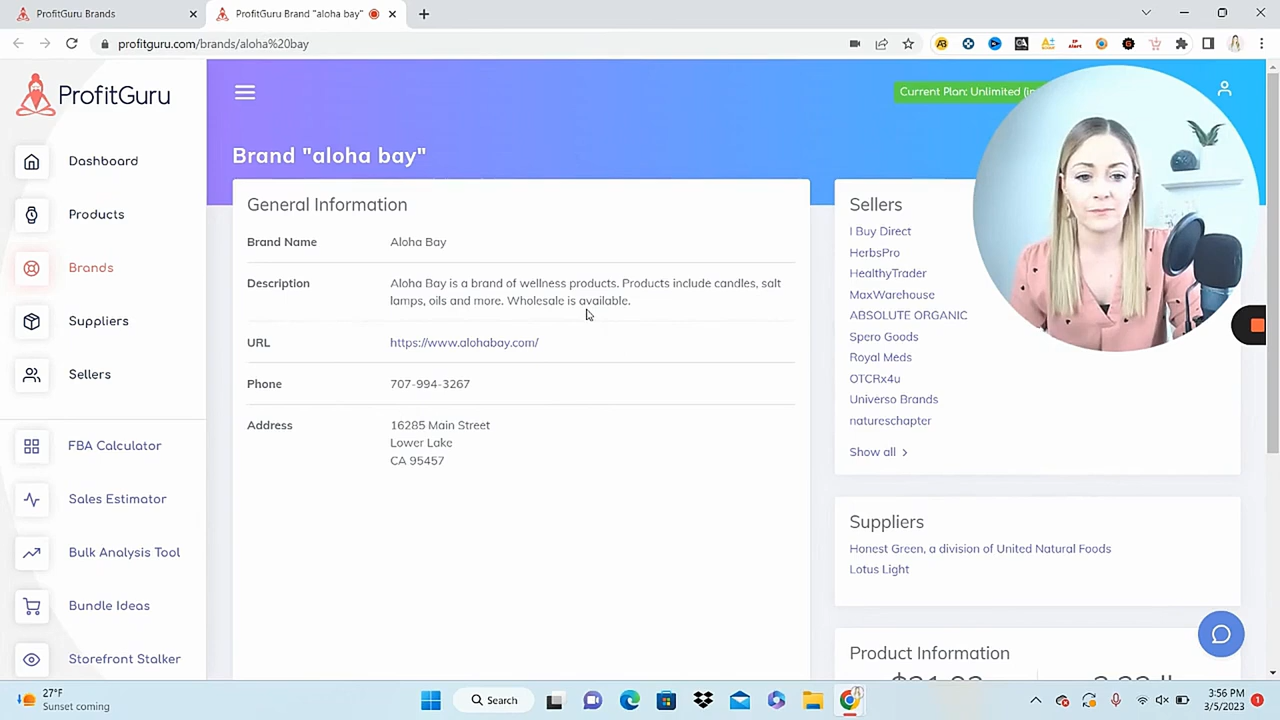 ProfitGuru Brands
ProfitGuru Brand "aloha bay"
profitguru.com/brands/aloha%20bay
ProfitGuru
Current Plan: Unlimited
Brand "aloha bay"
Dashboard
Products
Brands
Suppliers
Sellers
FBA Calculator
Sales Estimator
Bulk Analysis Tool
Bundle Ideas
Storefront Stalker
General Information
Brand Name
Aloha Bay
Description
Aloha Bay is a brand of wellness products. Products include candles, salt
lamps, oils and more. Wholesale is available.
URL
https://www.alohabay.com/
Phone
707-994-3267
Address
16285 Main Street
Lower Lake
CA 95457
Sellers
I Buy Direct
HerbsPro
HealthyTrader
MaxWarehouse
ABSOLUTE ORGANIC
Spero Goods
Royal Meds
OTCRx4u
Universo Brands
natureschapter
Show all
Suppliers
Honest Green, a division of United Natural Foods
Lotus Light
Product Information
27°F
Sunset coming
Search
3:56 PM
3/5/2023
1